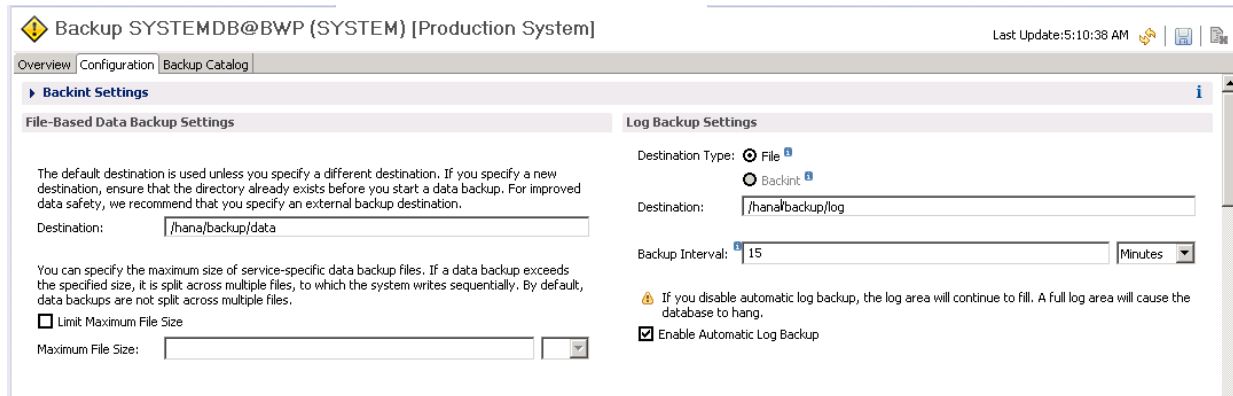 Backup SYSTEMDB@BWP (SYSTEM) [Production System]
Last Update:5:10:38 AM
Overview Configuration Backup Catalog
Backint Settings
File-Based Data Backup Settings
The default destination is used unless you specify a different destination. If you specify a new
destination, ensure that the directory already exists before you start a data backup. For improved
data safety, we recommend that you specify an external backup destination.
Destination: /hana/backup/data
You can specify the maximum size of service-specific data backup files. If a data backup exceeds
the specified size, it is split across multiple files, to which the system writes sequentially. By default,
data backups are not split across multiple files.
Limit Maximum File Size
Maximum File Size:
Log Backup Settings
Destination Type: File
Backint
Destination: /hana/backup/log
Backup Interval: 15 Minutes
If you disable automatic log backup, the log area will continue to fill. A full log area will cause the
database to hang.
Enable Automatic Log Backup